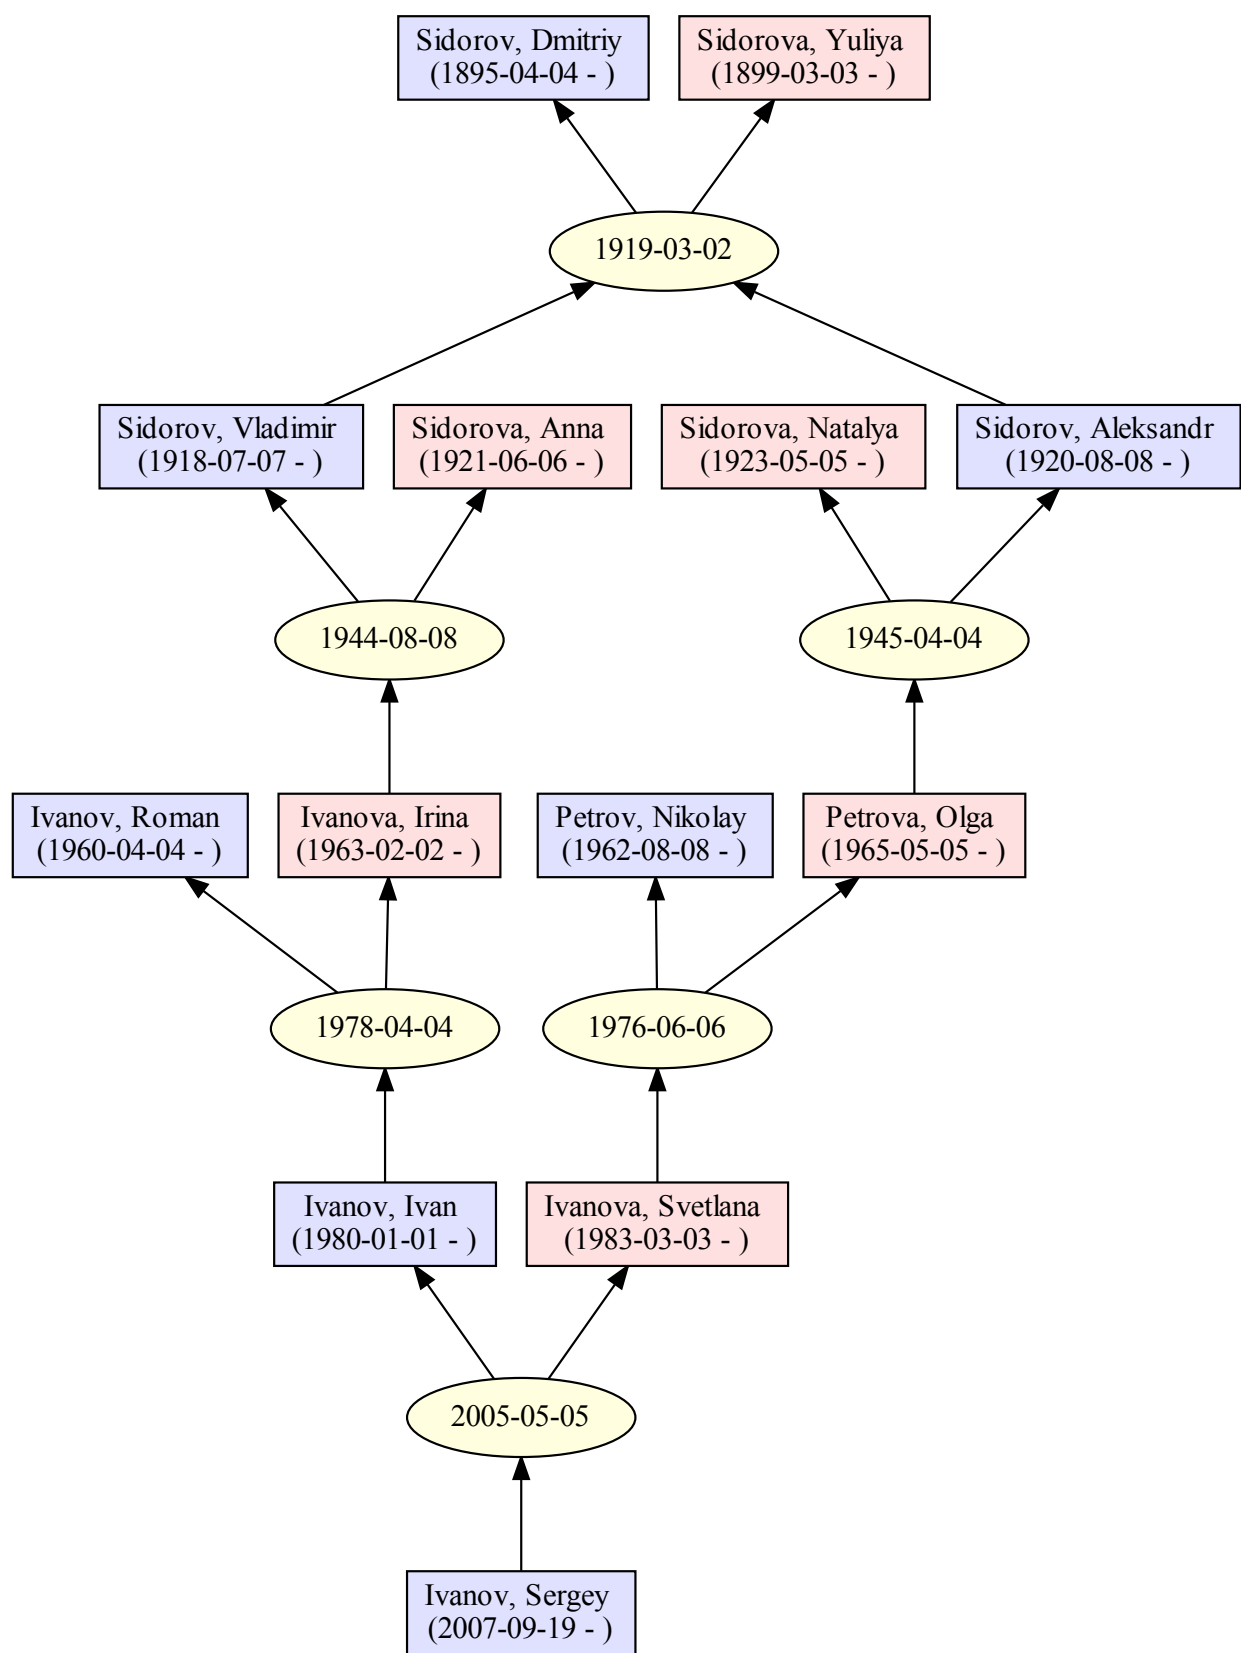 Sidorov, Dmitriy
(1895-04-04 - )
Sidorova, Yuliya
(1899-03-03 - )
1919-03-02
Sidorov, Vladimir
(1918-07-07 - )
Sidorova, Anna
(1921-06-06 - )
Sidorova, Natalya
(1923-05-05 - )
Sidorov, Aleksandr
(1920-08-08 - )
1944-08-08
1945-04-04
Ivanov, Roman
(1960-04-04 - )
Ivanova, Irina
(1963-02-02 - )
Petrov, Nikolay
(1962-08-08 - )
Petrova, Olga
(1965-05-05 - )
1978-04-04
1976-06-06
Ivanov, Ivan
(1980-01-01 - )
Ivanova, Svetlana
(1983-03-03 - )
2005-05-05
Ivanov, Sergey
(2007-09-19 - )